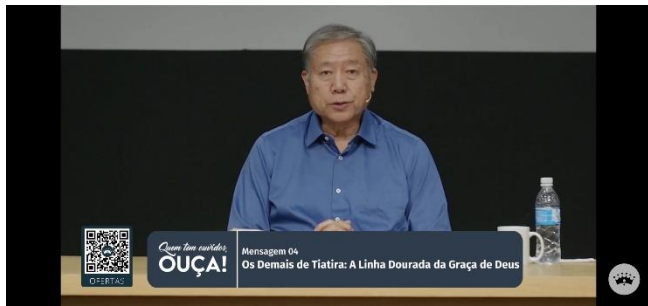 Quem tem ouvidos,
OUÇA!
Mensagem 04
Os Demais de Tiatira: A Linha Dourada da Graça de Deus
OFERTAS